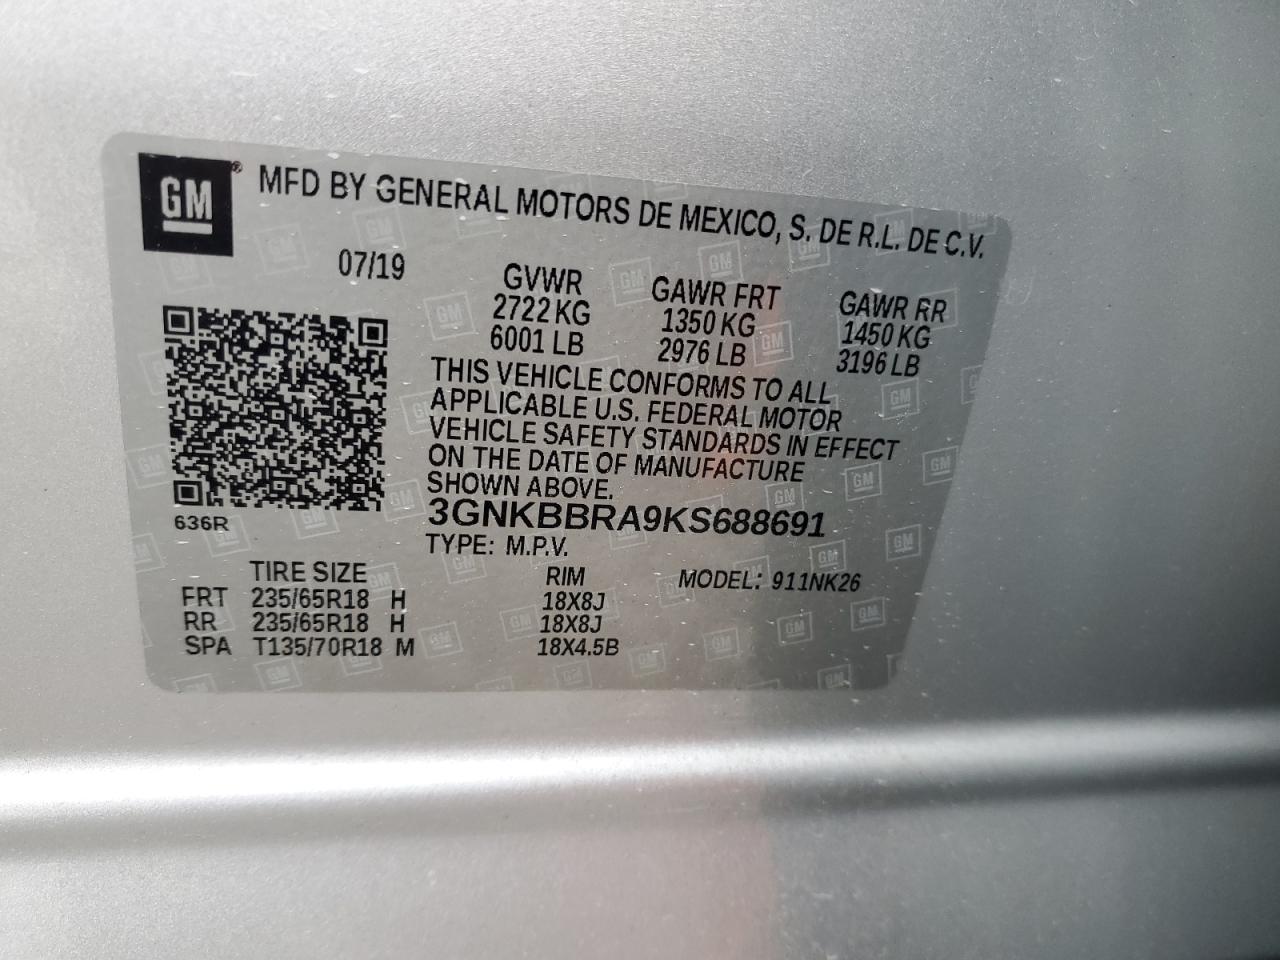 GM ® MFD BY GENERAL MOTORS DE MEXICO, S. DE R.L. DE C.V.
07/19
GVWR GAWR FRT GAWR RR
2722 KG 1350 KG 1450 KG
6001 LB 2976 LB 3196 LB
THIS VEHICLE CONFORMS TO ALL
APPLICABLE U.S. FEDERAL MOTOR
VEHICLE SAFETY STANDARDS IN EFFECT
ON THE DATE OF MANUFACTURE
SHOWN ABOVE.
636R 3GNKBBRA9KS688691
TYPE: M.P.V.
TIRE SIZE RIM MODEL: 911NK26
FRT 235/65R18 H 18X8J
RR 235/65R18 H 18X8J
SPA T135/70R18 M 18X4.5B